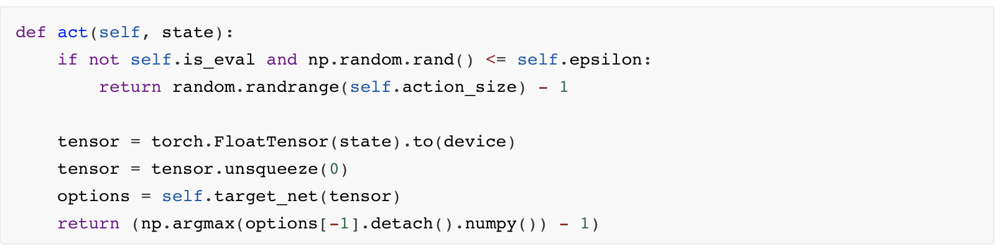 def act(self, state):
    if not self.is_eval and np.random.rand() <= self.epsilon:
        return random.randrange(self.action_size) - 1

    tensor = torch.FloatTensor(state).to(device)
    tensor = tensor.unsqueeze(0)
    options = self.target_net(tensor)
    return (np.argmax(options[-1].detach().numpy()) - 1)